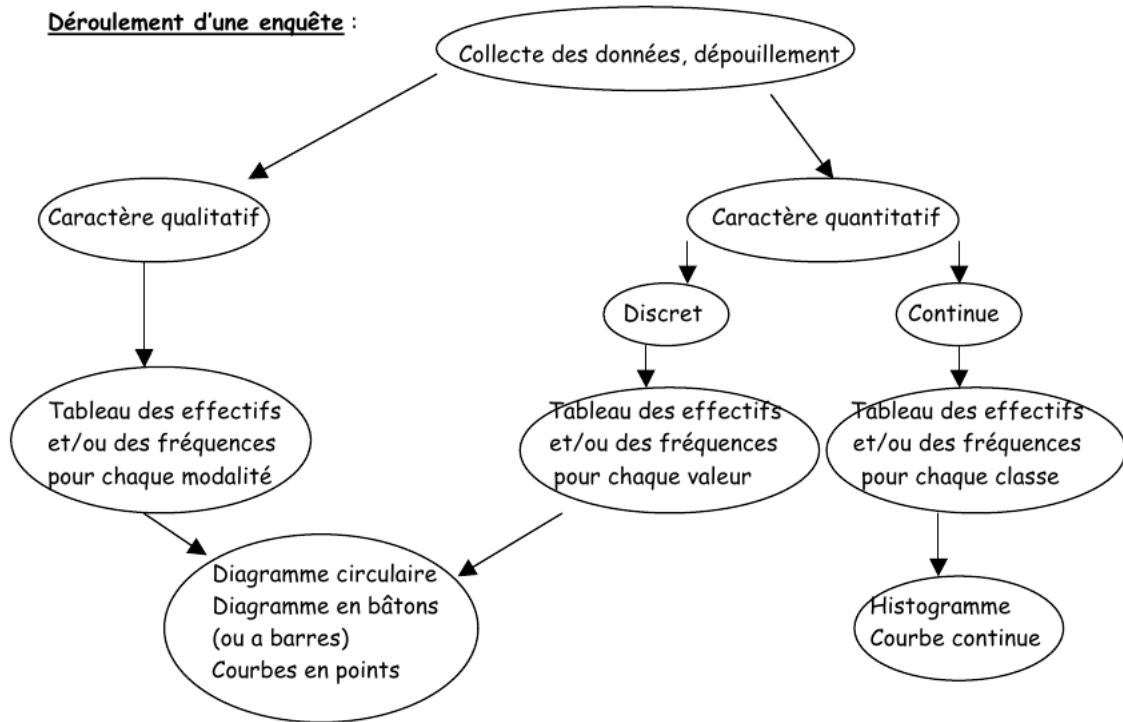 Déroulement d'une enquête :
Collecte des données, dépouillement
Caractère qualitatif
Caractère quantitatif
Discret
Continue
Tableau des effectifs
et/ou des fréquences
pour chaque modalité
Tableau des effectifs
et/ou des fréquences
pour chaque valeur
Tableau des effectifs
et/ou des fréquences
pour chaque classe
Diagramme circulaire
Diagramme en bâtons
(ou a barres)
Courbes en points
Histogramme
Courbe continue